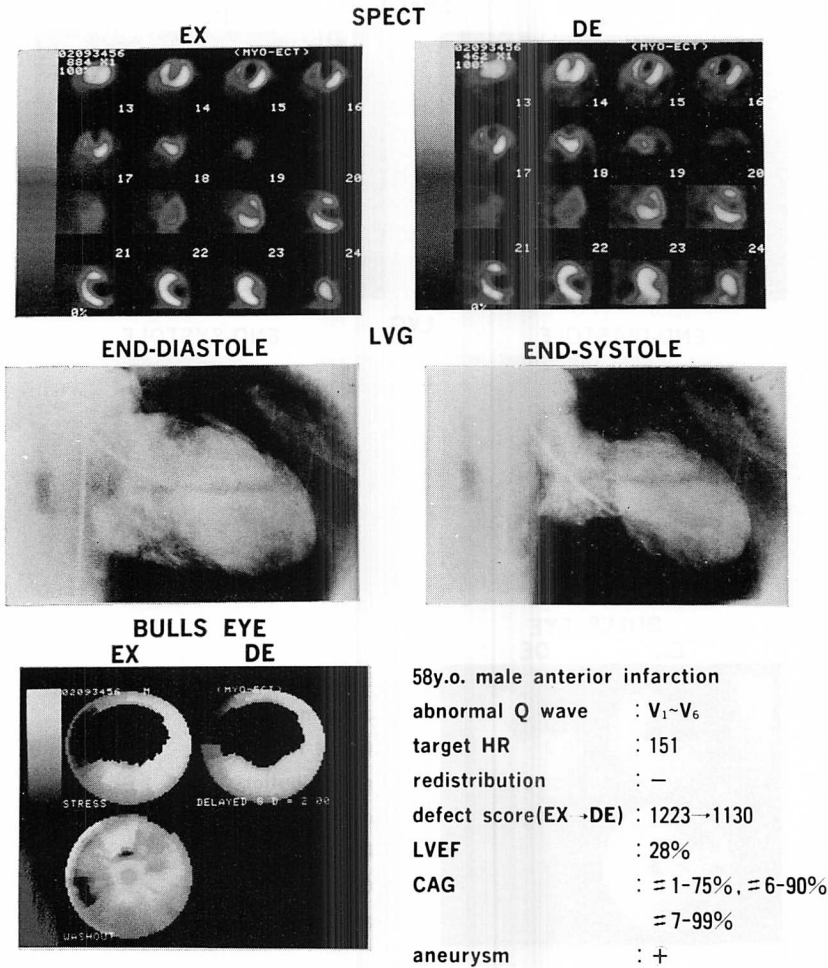 SPECT
EX
DE
02093456 (MYO-ECT)
884 X1
100%
13 14 15 16
17 18 19 20
21 22 23 24
0%
02093456 (MYO-ECT)
462 X1
100%
13 14 15 16
17 18 19 20
21 22 23 24
LVG
END-DIASTOLE
END-SYSTOLE
BULLS EYE
EX DE
02093456 M (MYO-ECT)
STRESS
DELAYED S D = 2.00
WASHOUT
58y.o. male anterior infarction
abnormal Q wave : V₁~V₆
target HR : 151
redistribution : −
defect score(EX→DE) : 1223→1130
LVEF : 28%
CAG : =1-75%, =6-90%
=7-99%
aneurysm : +